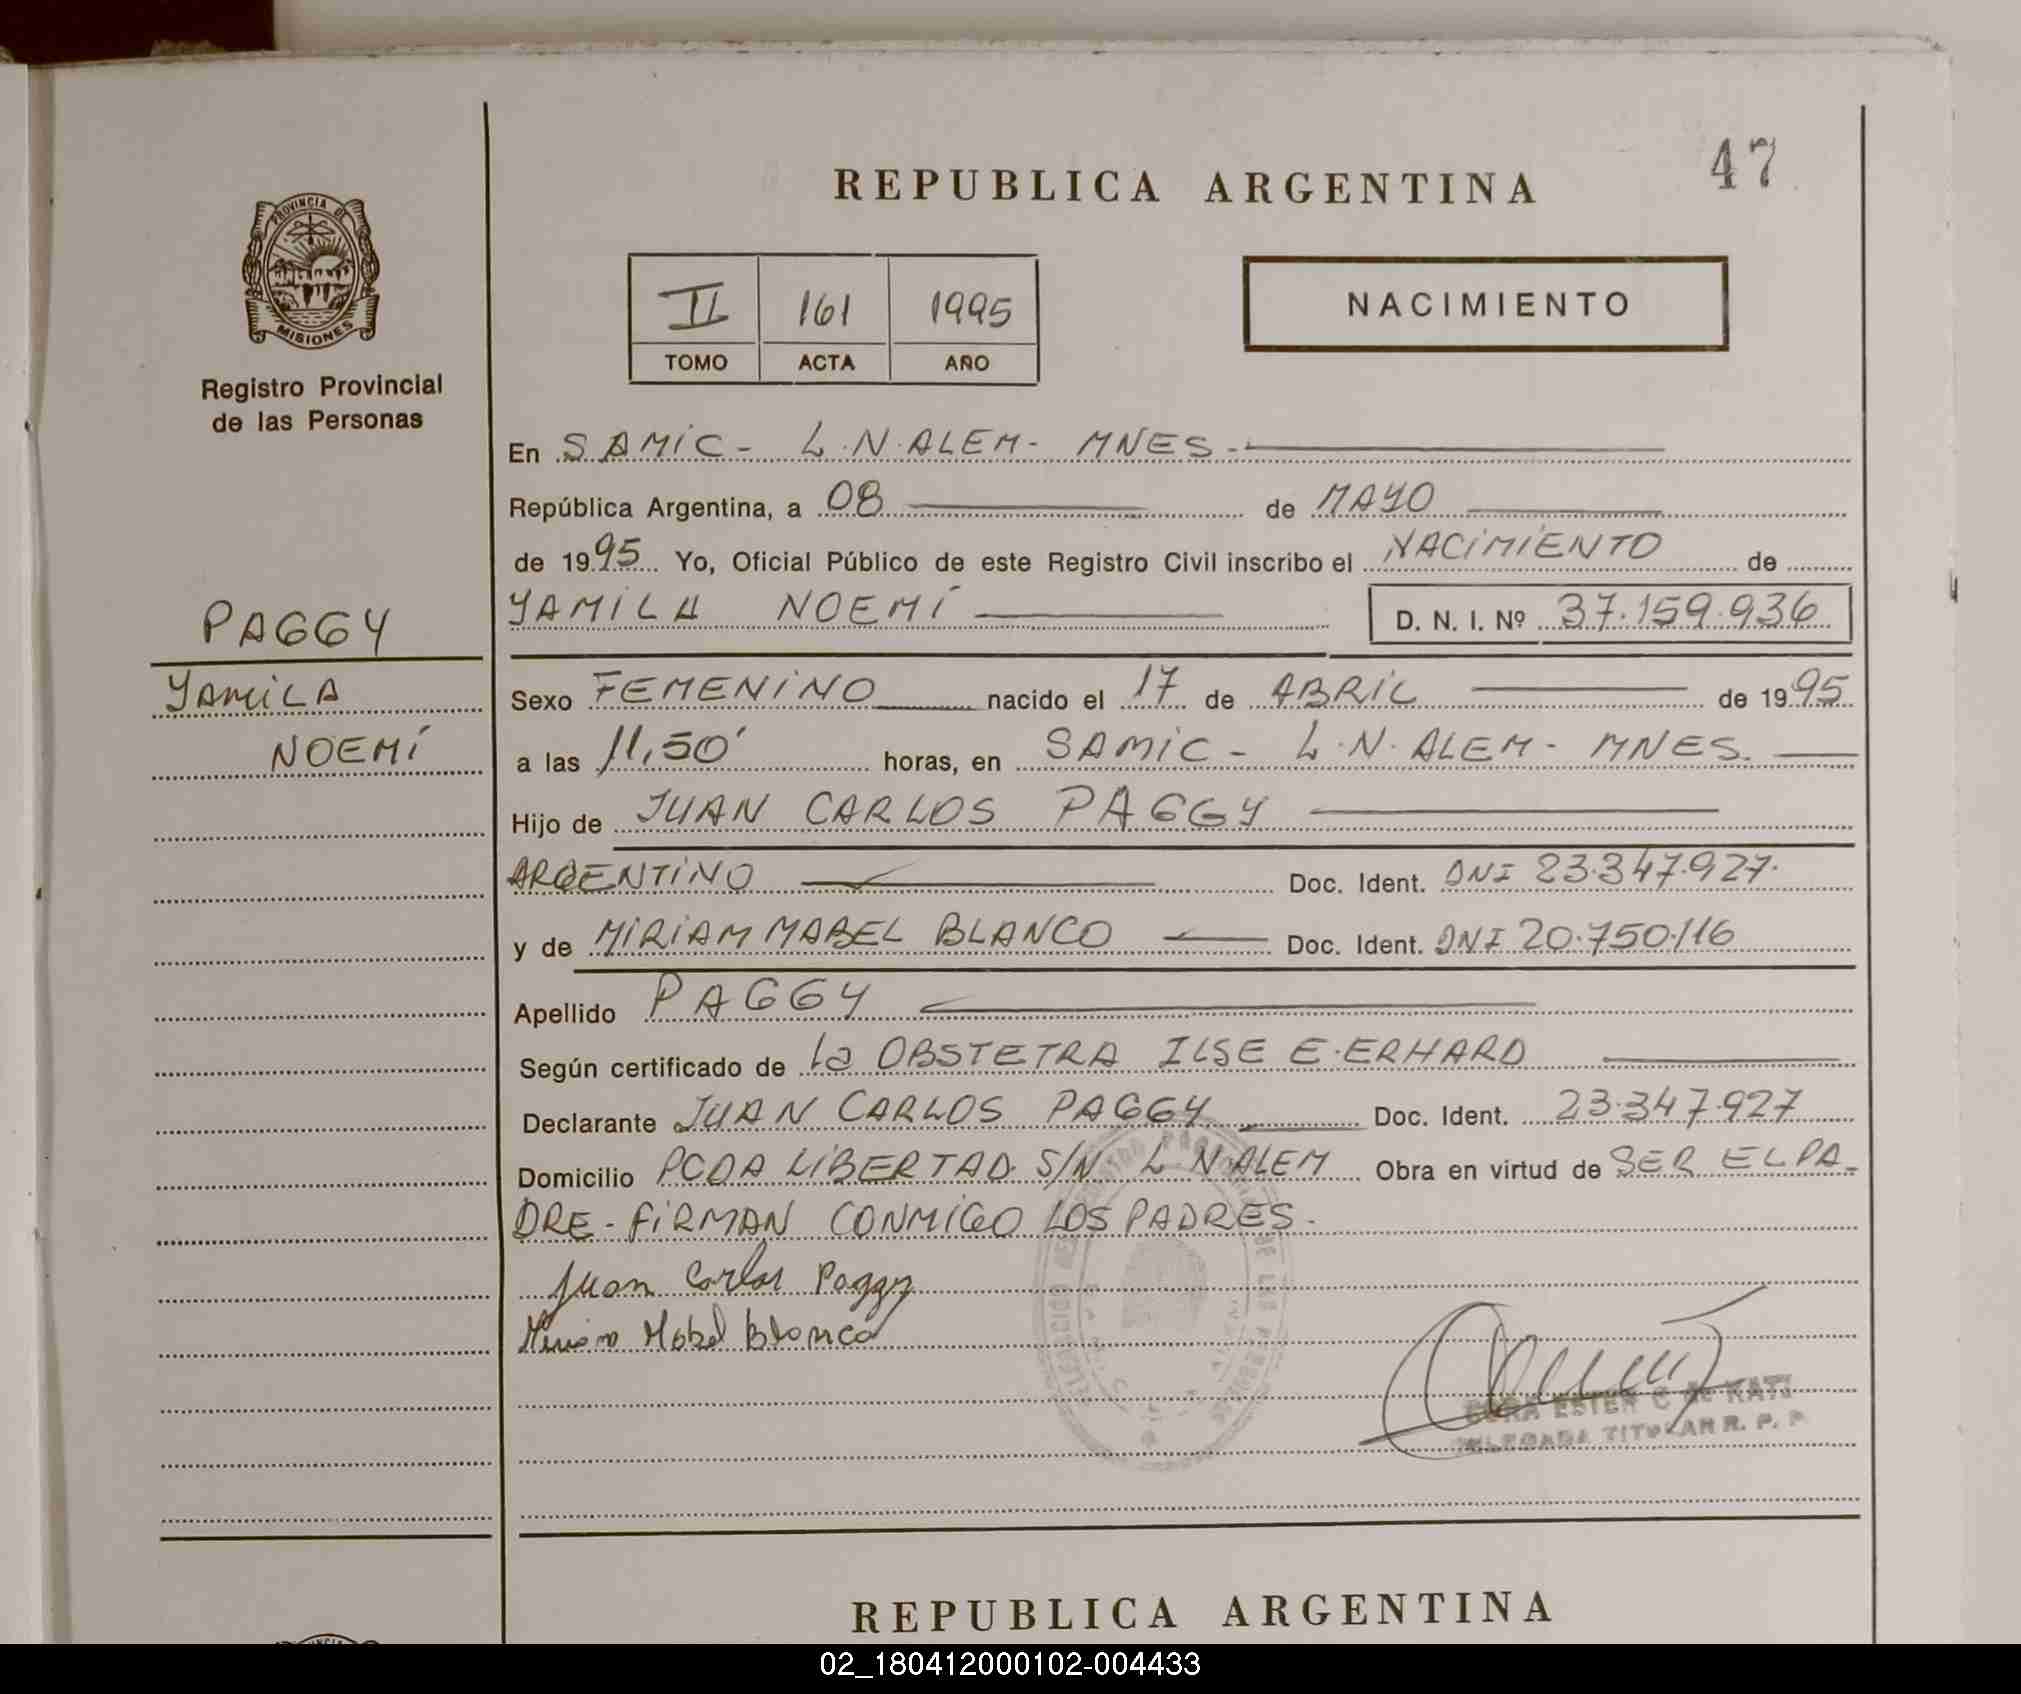 47
REPUBLICA ARGENTINA
PROVINCIA DE
MISIONES
Registro Provincial
de las Personas
II 161 1995
TOMO ACTA AÑO
NACIMIENTO
En SAMIC - L.N.ALEM - MNES -
República Argentina, a 08 de MAYO
de 1995 Yo, Oficial Público de este Registro Civil inscribo el NACIMIENTO de
YAMILA NOEMÍ D. N. I. Nº 37.159.936
PAGGY
YAMILA
NOEMÍ
Sexo FEMENINO nacido el 17 de ABRIL de 1995
a las 11,50' horas, en SAMIC - L.N. ALEM - MNES.
Hijo de JUAN CARLOS PAGGY
ARGENTINO Doc. Ident. DNI 23.347.927.
y de MIRIAM MABEL BLANCO Doc. Ident. DNI 20.750.116
Apellido PAGGY
Según certificado de la OBSTETRA ILSE E. ERHARD
Declarante JUAN CARLOS PAGGY Doc. Ident. 23.347.927
Domicilio PCDA LIBERTAD S/N L N ALEM Obra en virtud de SER EL PA-
DRE - FIRMAN CONMIGO LOS PADRES.
Juan Carlos Paggy
Miriam Mabel Blanco
ESTER C de
TITULAR R. P. P.
REPUBLICA ARGENTINA
02_180412000102-004433